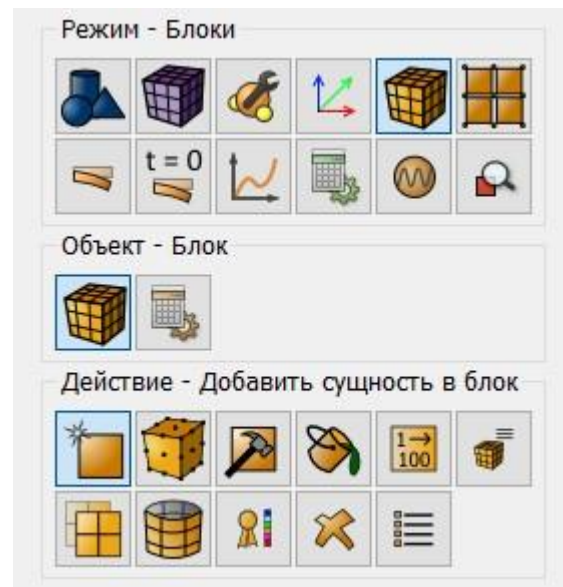 Режим - Блоки
t = 0
Объект - Блок
Действие - Добавить сущность в блок
1→
100